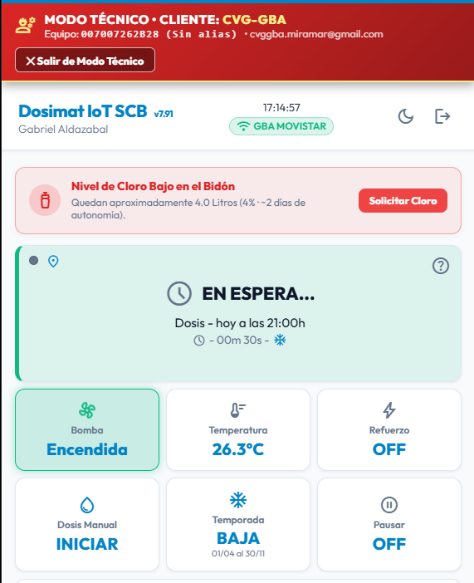 MODO TÉCNICO • CLIENTE: CVG-GBA
Equipo: 007007262B28 (Sin alias) • cvggba.miramar@gmail.com
Salir de Modo Técnico
Dosimat IoT SCB v7.91
Gabriel Aldazabal
17:14:57
GBA MOVISTAR
Nivel de Cloro Bajo en el Bidón
Quedan aproximadamente 4.0 Litros (4% · ~2 días de
autonomía).
Solicitar Cloro
EN ESPERA...
Dosis - hoy a las 21:00h
- 00m 30s -
Bomba
Encendida
Temperatura
26.3°C
Refuerzo
OFF
Dosis Manual
INICIAR
Temporada
BAJA
01/04 al 30/11
Pausar
OFF